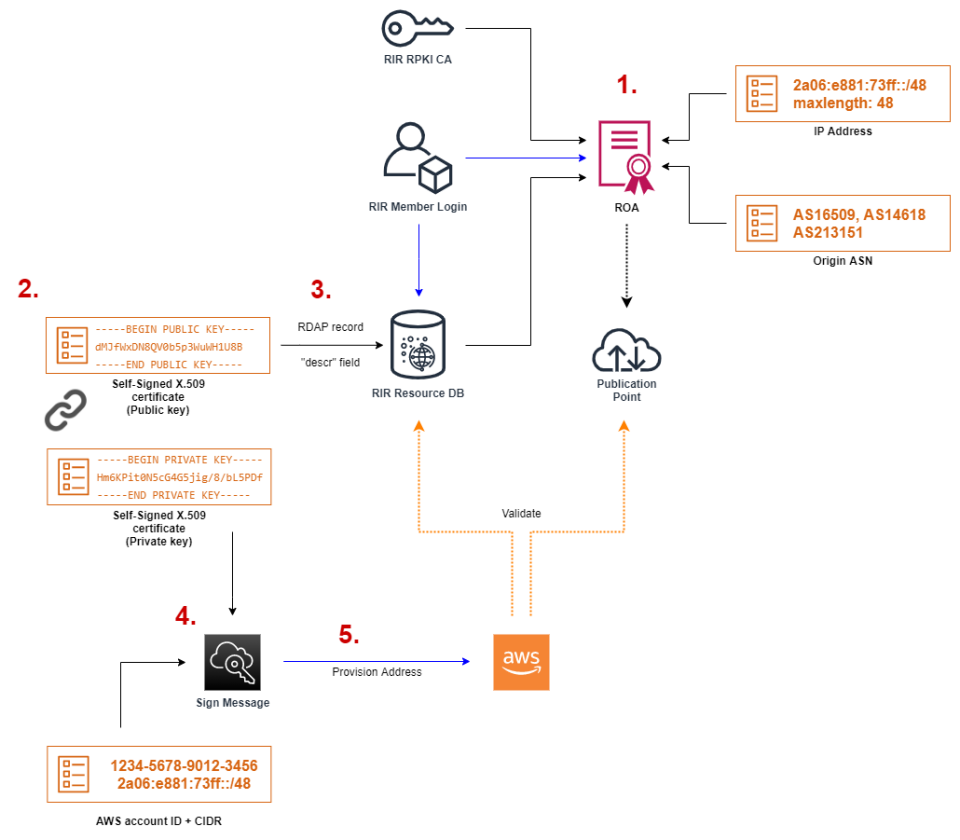 RIR RPKI CA
1.
2a06:e881:73ff::/48
maxlength: 48
IP Address
RIR Member Login
ROA
AS16509, AS14618
AS213151
Origin ASN
2.
3.
-----BEGIN PUBLIC KEY-----
dMJfWxDN8QV0b5p3WuWH1U8B
-----END PUBLIC KEY-----
RDAP record
"descr" field
Self-Signed X.509
certificate
(Public key)
RIR Resource DB
Publication
Point
-----BEGIN PRIVATE KEY-----
Hm6KPit0N5cG4G5jig/8/bL5PDf
-----END PRIVATE KEY-----
Self-Signed X.509
certificate
(Private key)
Validate
4.
5.
aws
Provision Address
Sign Message
1234-5678-9012-3456
2a06:e881:73ff::/48
AWS account ID + CIDR